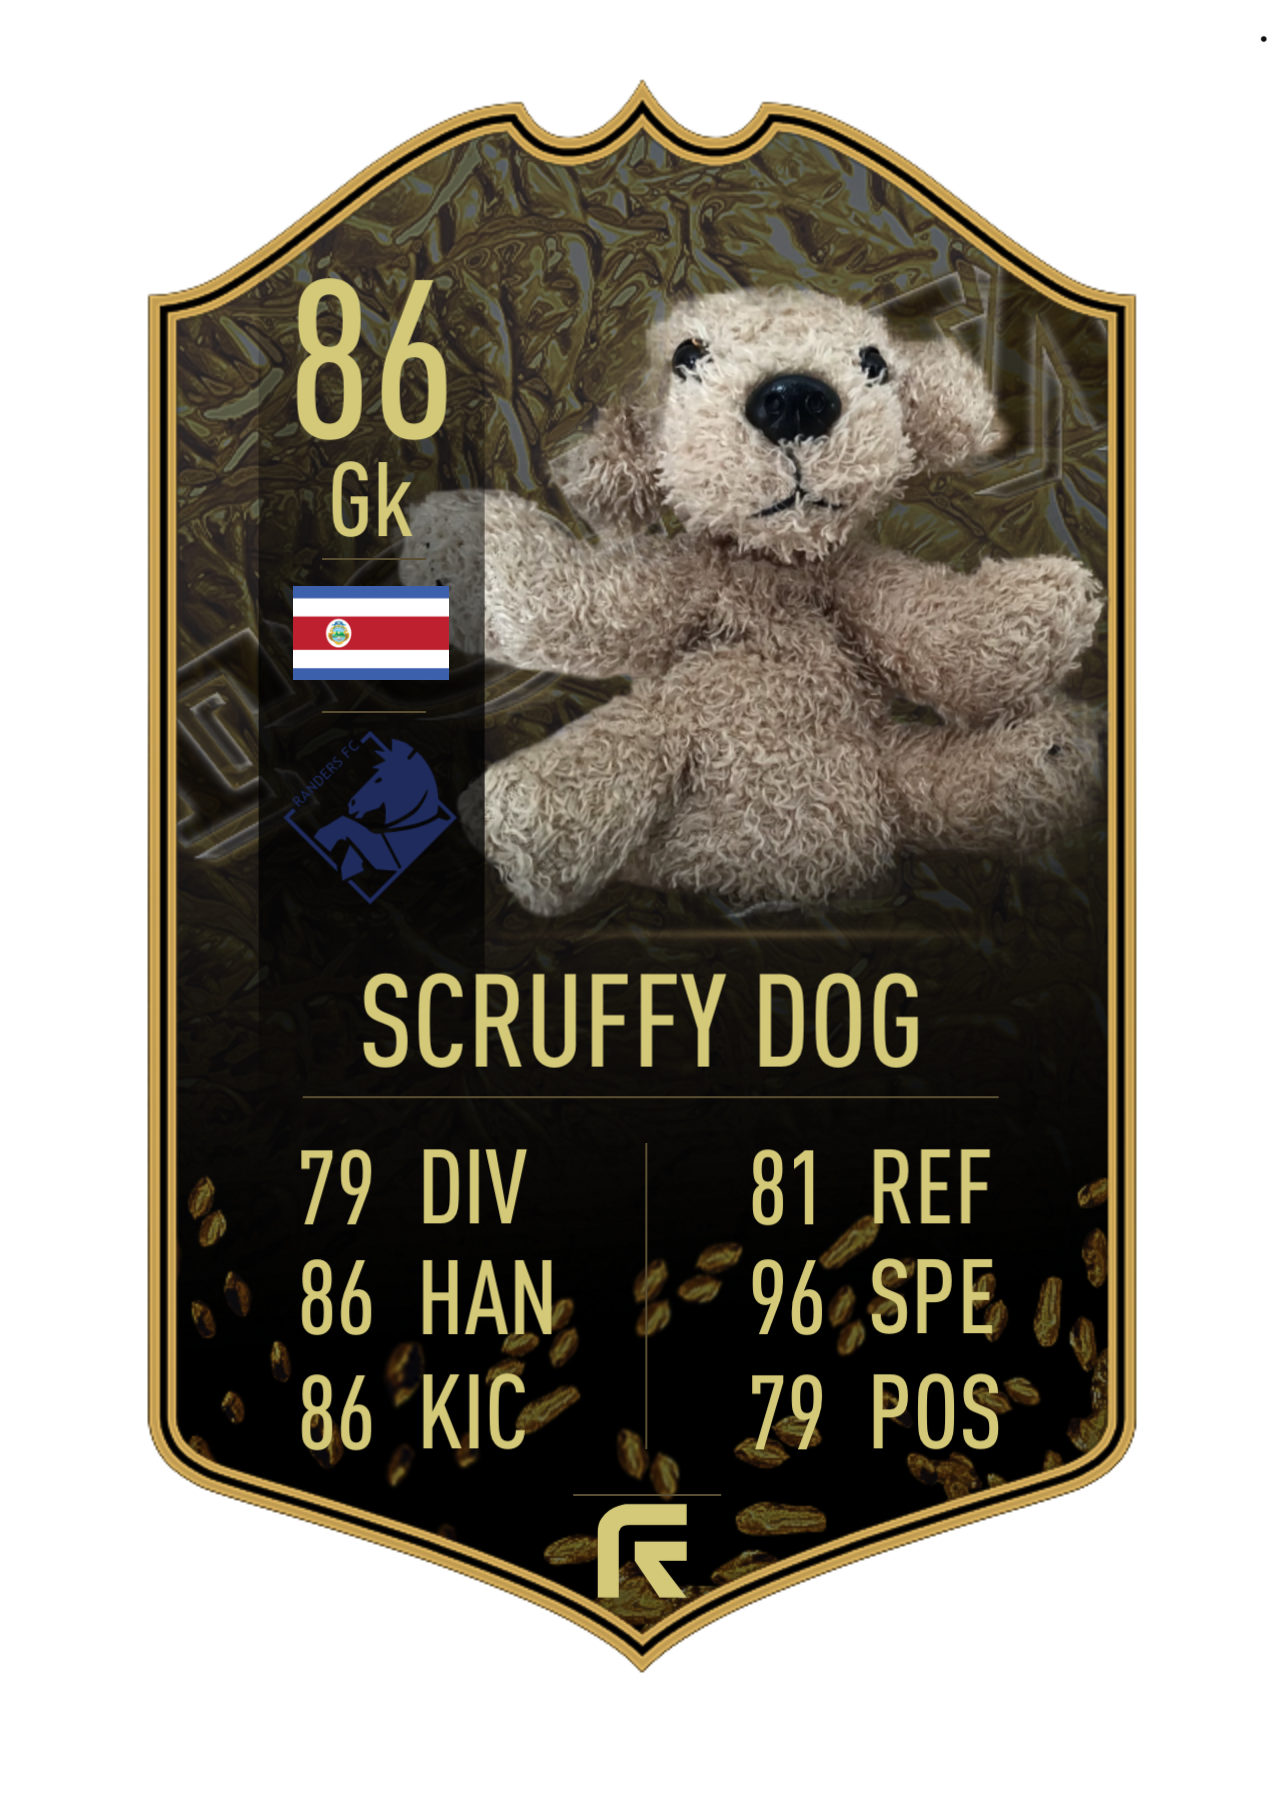 86
Gk
RANDERS FC
SCRUFFY DOG
79 DIV
81 REF
86 HAN
96 SPE
86 KIC
79 POS